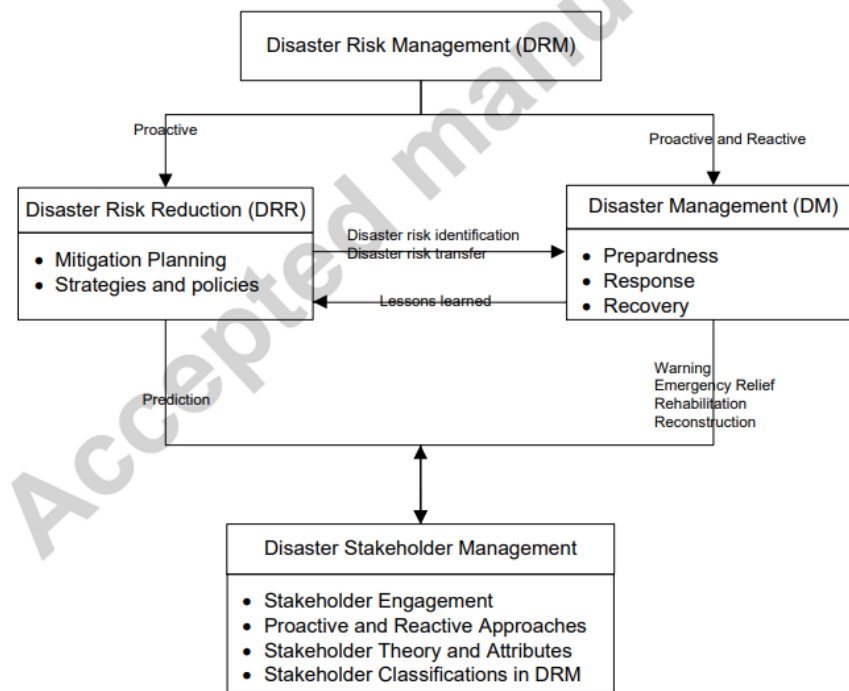 Disaster Risk Management (DRM)
Proactive
Proactive and Reactive
Disaster Risk Reduction (DRR)
• Mitigation Planning
• Strategies and policies
Disaster risk identification
Disaster risk transfer
Lessons learned
Disaster Management (DM)
• Prepardness
• Response
• Recovery
Prediction
Warning
Emergency Relief
Rehabilitation
Reconstruction
Disaster Stakeholder Management
• Stakeholder Engagement
• Proactive and Reactive Approaches
• Stakeholder Theory and Attributes
• Stakeholder Classifications in DRM
Accepted manu